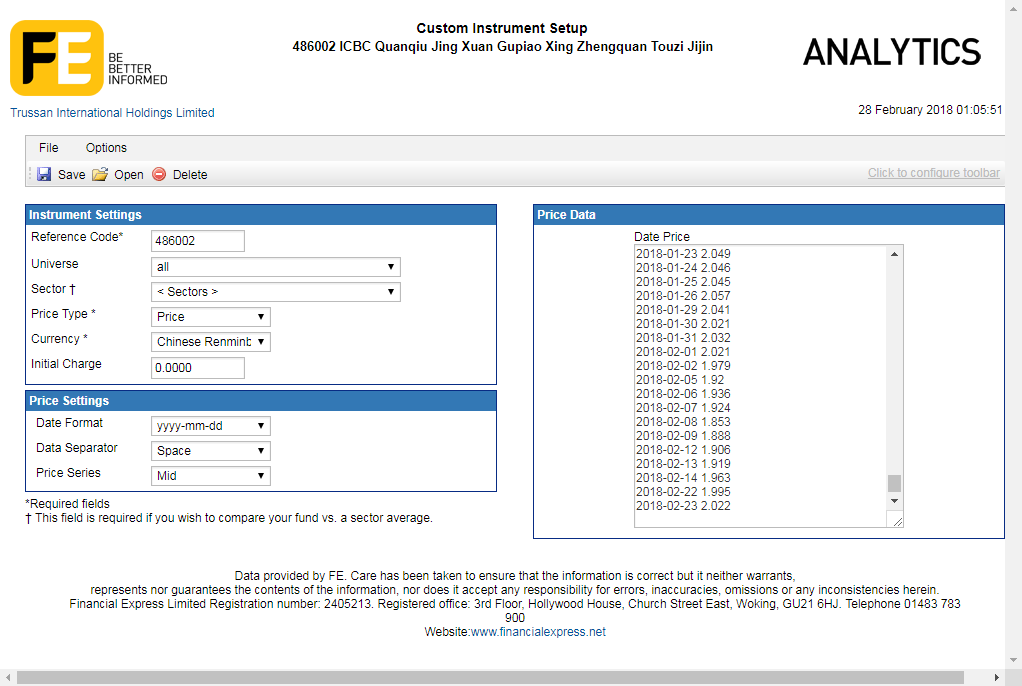 FE
BE
BETTER
INFORMED
Custom Instrument Setup
486002 ICBC Quanqiu Jing Xuan Gupiao Xing Zhengquan Touzi Jijin
ANALYTICS
Trussan International Holdings Limited
28 February 2018 01:05:51
File Options
Save Open Delete
Click to configure toolbar
Instrument Settings
Reference Code* 486002
Universe all
Sector † < Sectors >
Price Type * Price
Currency * Chinese Renminb
Initial Charge 0.0000
Price Settings
Date Format yyyy-mm-dd
Data Separator Space
Price Series Mid
*Required fields
† This field is required if you wish to compare your fund vs. a sector average.
Price Data
Date Price
2018-01-23 2.049
2018-01-24 2.046
2018-01-25 2.045
2018-01-26 2.057
2018-01-29 2.041
2018-01-30 2.021
2018-01-31 2.032
2018-02-01 2.021
2018-02-02 1.979
2018-02-05 1.92
2018-02-06 1.936
2018-02-07 1.924
2018-02-08 1.853
2018-02-09 1.888
2018-02-12 1.906
2018-02-13 1.919
2018-02-14 1.963
2018-02-22 1.995
2018-02-23 2.022
Data provided by FE. Care has been taken to ensure that the information is correct but it neither warrants,
represents nor guarantees the contents of the information, nor does it accept any responsibility for errors, inaccuracies, omissions or any inconsistencies herein.
Financial Express Limited Registration number: 2405213. Registered office: 3rd Floor, Hollywood House, Church Street East, Woking, GU21 6HJ. Telephone 01483 783
900
Website:www.financialexpress.net